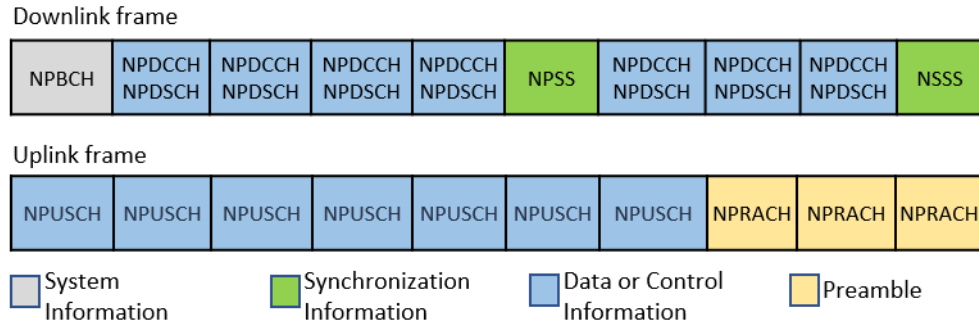 Downlink frame
NPBCH NPDCCH NPDCCH NPDCCH NPDCCH NPSS NPDCCH NPDCCH NPDCCH NSSS
NPDSCH NPDSCH NPDSCH NPDSCH NPDSCH NPDSCH NPDSCH
Uplink frame
NPUSCH NPUSCH NPUSCH NPUSCH NPUSCH NPUSCH NPUSCH NPRACH NPRACH NPRACH
System Synchronization Data or Control Preamble
Information Information Information